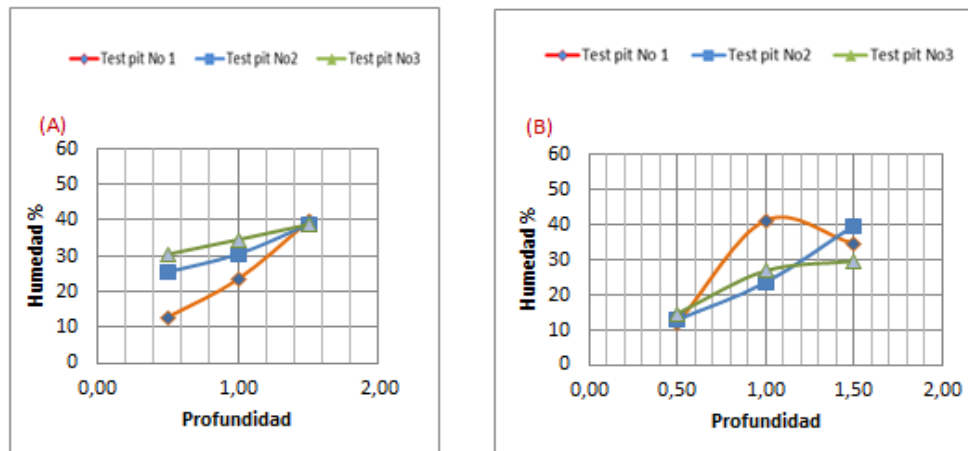 Test pit No 1 Test pit No2 Test pit No3
(A)
60
50
40
30
20
10
0
Humedad %
0,00 1,00 2,00
Profundidad
Test pit No 1 Test pit No2 Test pit No3
(B)
60
50
40
30
20
10
0
Humedad %
0,00 0,50 1,00 1,50 2,00
Profundidad